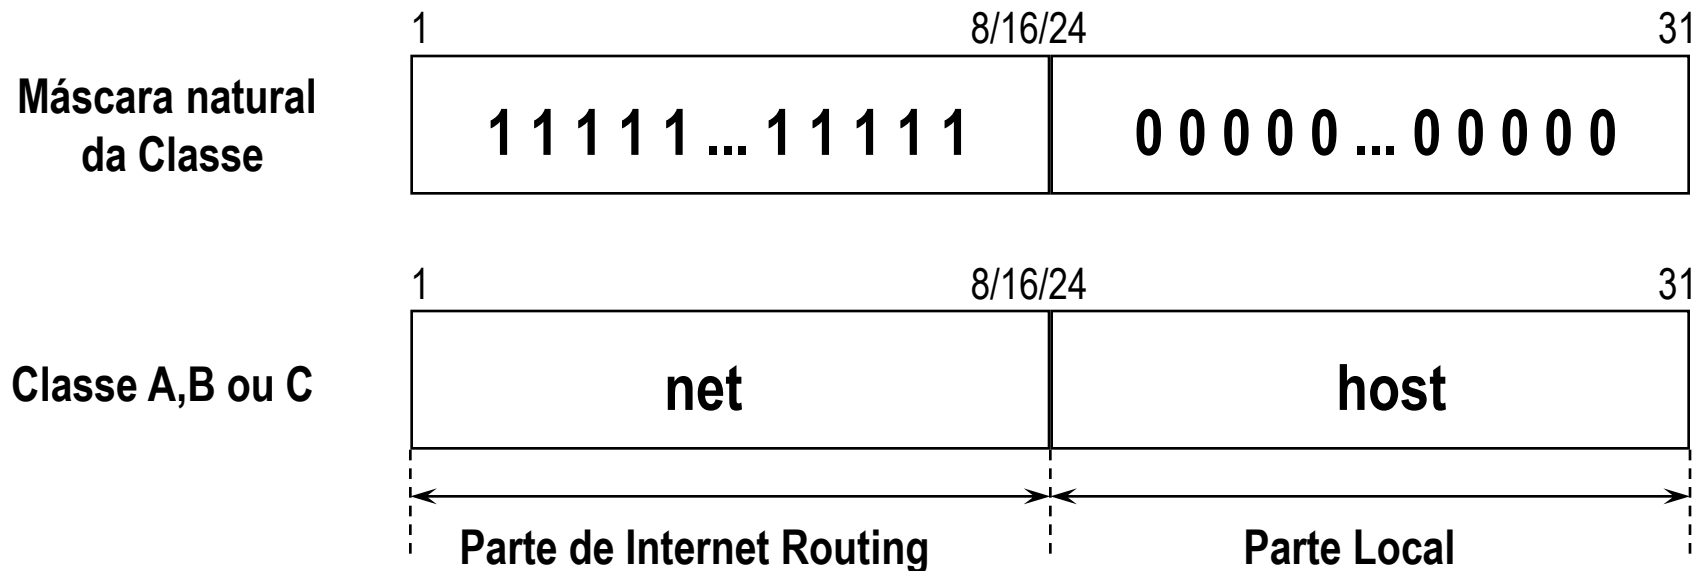 1 8/16/24 31
Máscara natural
da Classe
1 1 1 1 1 ... 1 1 1 1 1 0 0 0 0 0 ... 0 0 0 0 0
1 8/16/24 31
Classe A,B ou C net host
Parte de Internet Routing Parte Local